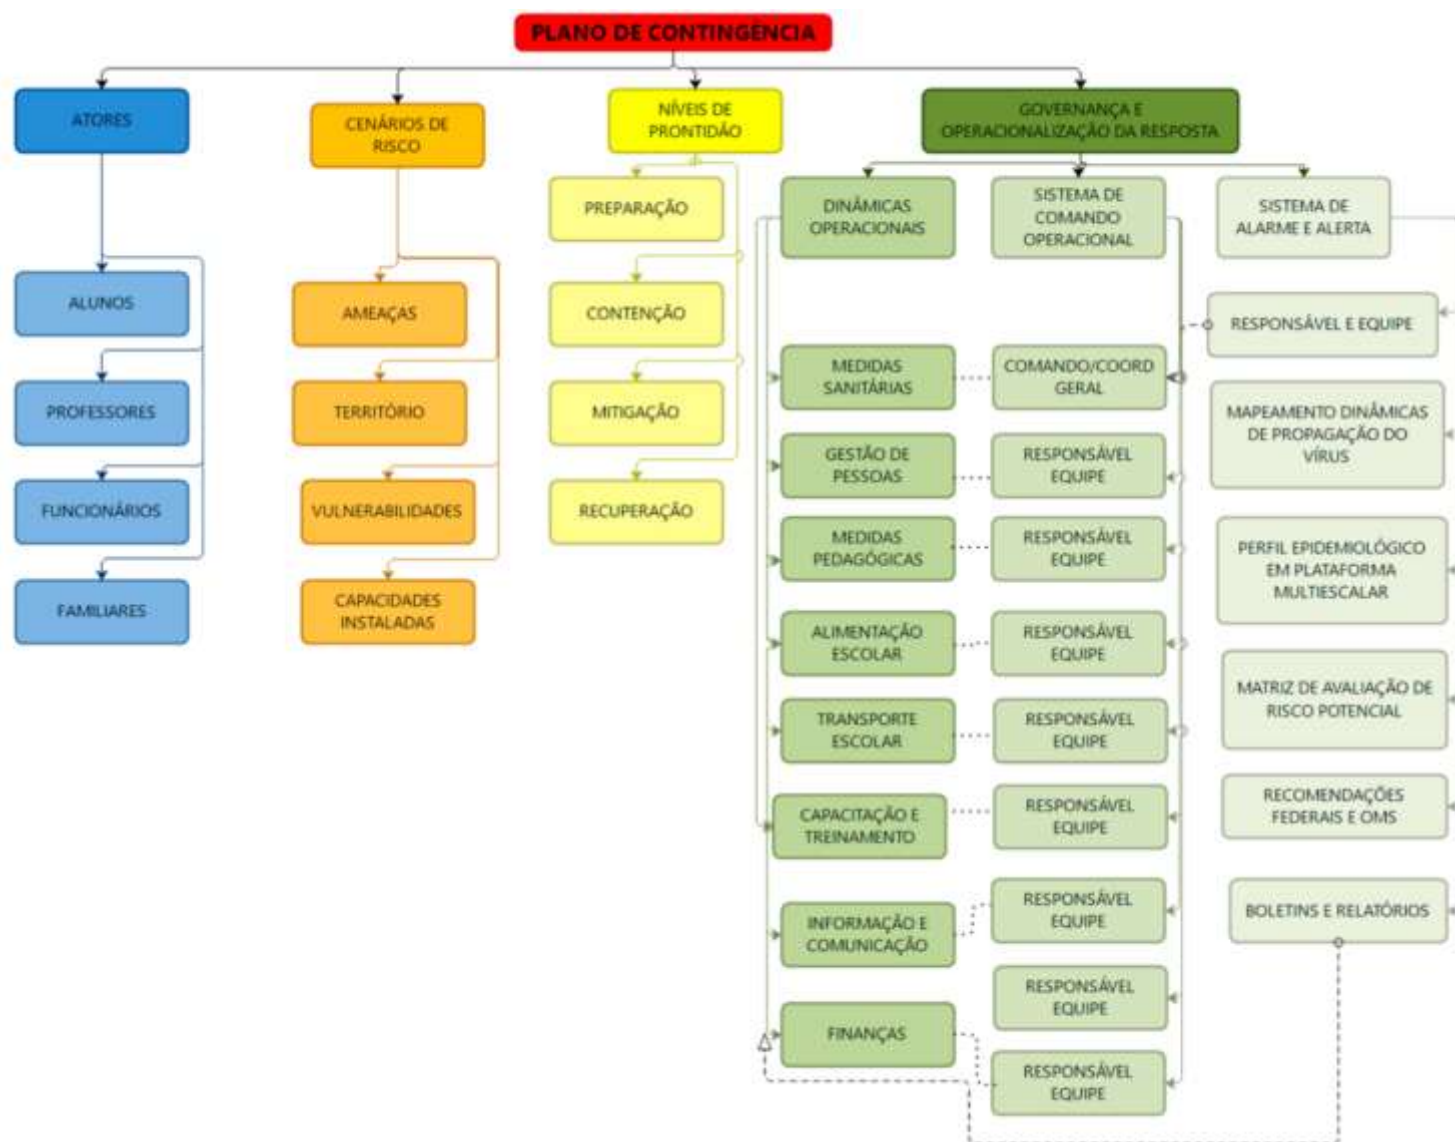 PLANO DE CONTINGÊNCIA
ATORES
ALUNOS
PROFESSORES
FUNCIONÁRIOS
FAMILIARES
CENÁRIOS DE
RISCO
AMEAÇAS
TERRITÓRIO
VULNERABILIDADES
CAPACIDADES
INSTALADAS
NÍVEIS DE
PRONTIDÃO
PREPARAÇÃO
CONTENÇÃO
MITIGAÇÃO
RECUPERAÇÃO
GOVERNANÇA E
OPERACIONALIZAÇÃO DA RESPOSTA
DINÂMICAS
OPERACIONAIS
MEDIDAS
SANITÁRIAS
GESTÃO DE
PESSOAS
MEDIDAS
PEDAGÓGICAS
ALIMENTAÇÃO
ESCOLAR
TRANSPORTE
ESCOLAR
CAPACITAÇÃO E
TREINAMENTO
INFORMAÇÃO E
COMUNICAÇÃO
FINANÇAS
SISTEMA DE
COMANDO
OPERACIONAL
COMANDO/COORD
GERAL
RESPONSÁVEL
EQUIPE
RESPONSÁVEL
EQUIPE
RESPONSÁVEL
EQUIPE
RESPONSÁVEL
EQUIPE
RESPONSÁVEL
EQUIPE
RESPONSÁVEL
EQUIPE
RESPONSÁVEL
EQUIPE
RESPONSÁVEL
EQUIPE
SISTEMA DE
ALARME E ALERTA
RESPONSÁVEL E EQUIPE
MAPEAMENTO DINÂMICAS
DE PROPAGAÇÃO DO
VÍRUS
PERFIL EPIDEMIOLÓGICO
EM PLATAFORMA
MULTIESCALAR
MATRIZ DE AVALIAÇÃO DE
RISCO POTENCIAL
RECOMENDAÇÕES
FEDERAIS E OMS
BOLETINS E RELATÓRIOS